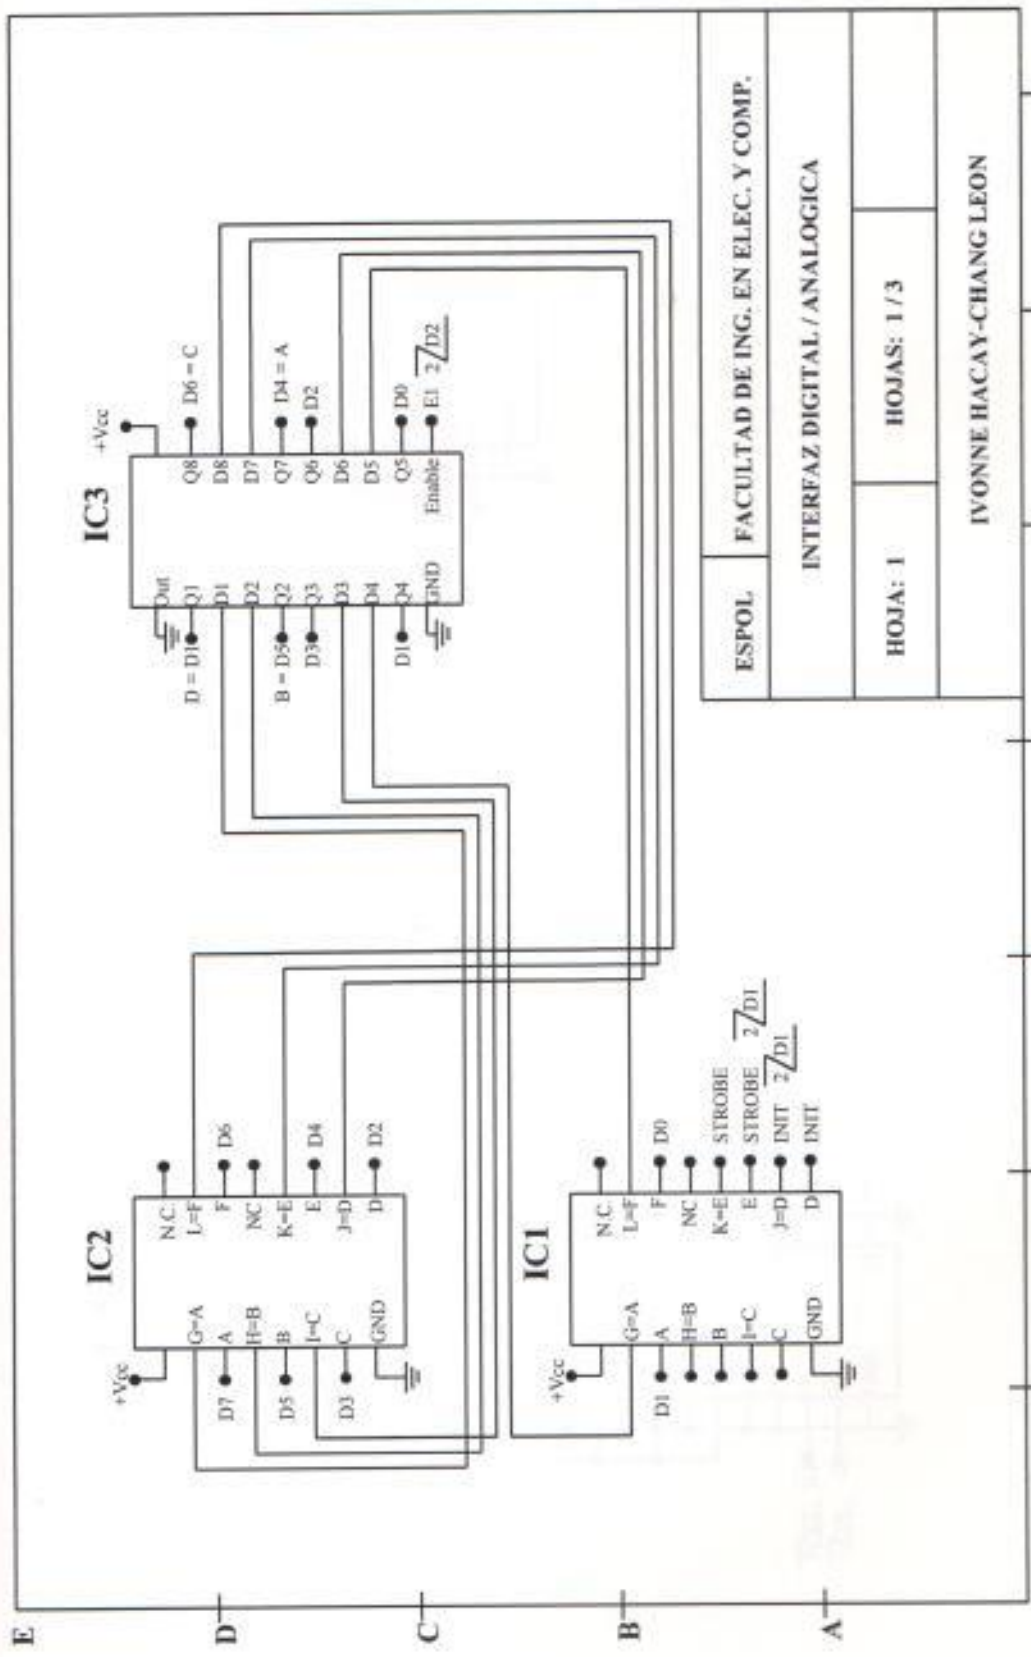 E
D
C
B
A
IC2
+Vcc
G=A
A
H=B
B
I=C
C
GND
D7
D5
D3
N.C.
L=F
F
NC
K=E
E
J=D
D
D6
D4
D2
IC1
+Vcc
G=A
A
H=B
B
I=C
C
GND
D1
N.C.
L=F
F
NC
K=E
E
J=D
D
D0
STROBE
STROBE 2/D1
INIT 2/D1
INIT
IC3
+Vcc
Out
Q1
D1
D2
Q2
Q3
D3
D4
Q4
GND
D = D1
B = D5
D3
D1
Q8
D8
D7
Q7
Q6
D6
D5
Q5
Enable
D6 = C
D4 = A
D2
D0
E1 2/D2
ESPOL FACULTAD DE ING. EN ELEC. Y COMP.
INTERFAZ DIGITAL / ANALOGICA
HOJA: 1 HOJAS: 1 / 3
IVONNE HACAY-CHANG LEON